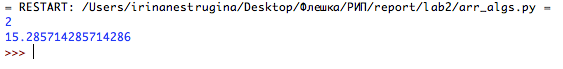 = RESTART: /Users/irinanestrugina/Desktop/Флешка/РИП/report/lab2/arr_algs.py =
2
15.285714285714286
>>>